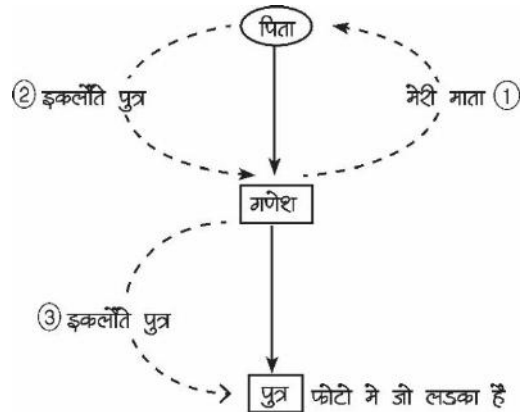 पिता
② इकलौते पुत्र
मेरी माता ①
गणेश
③ इकलौते पुत्र
पुत्र फोटो मे जो लडका है